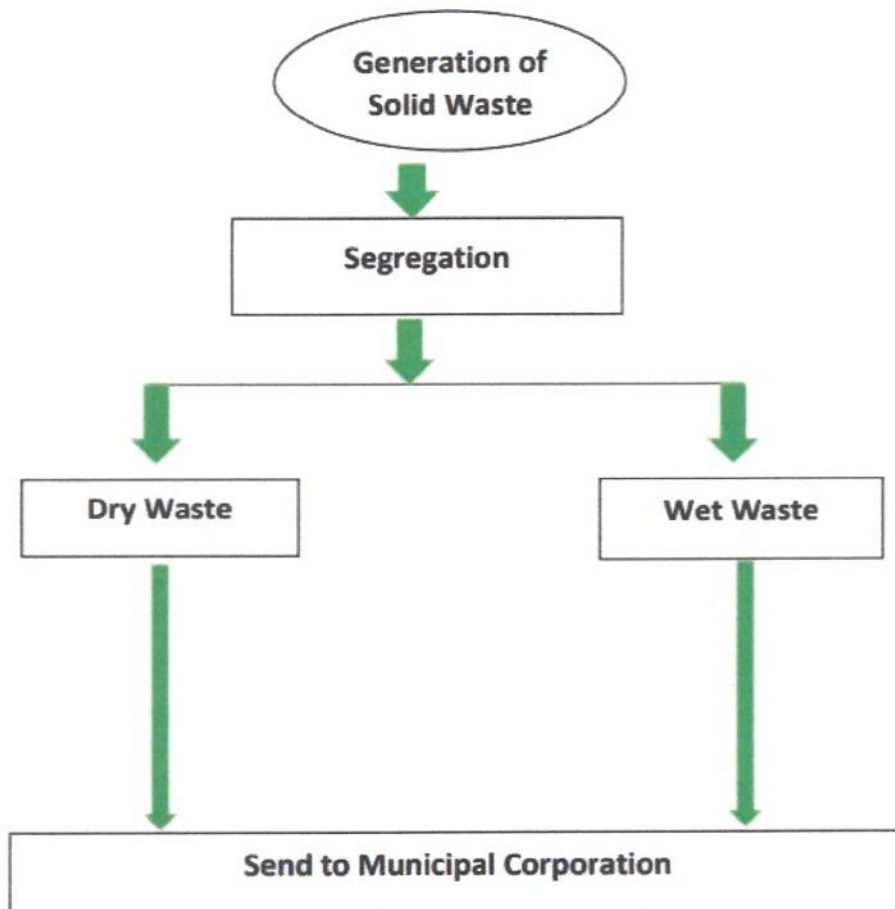 Generation of
Solid Waste
Segregation
Dry Waste
Wet Waste
Send to Municipal Corporation